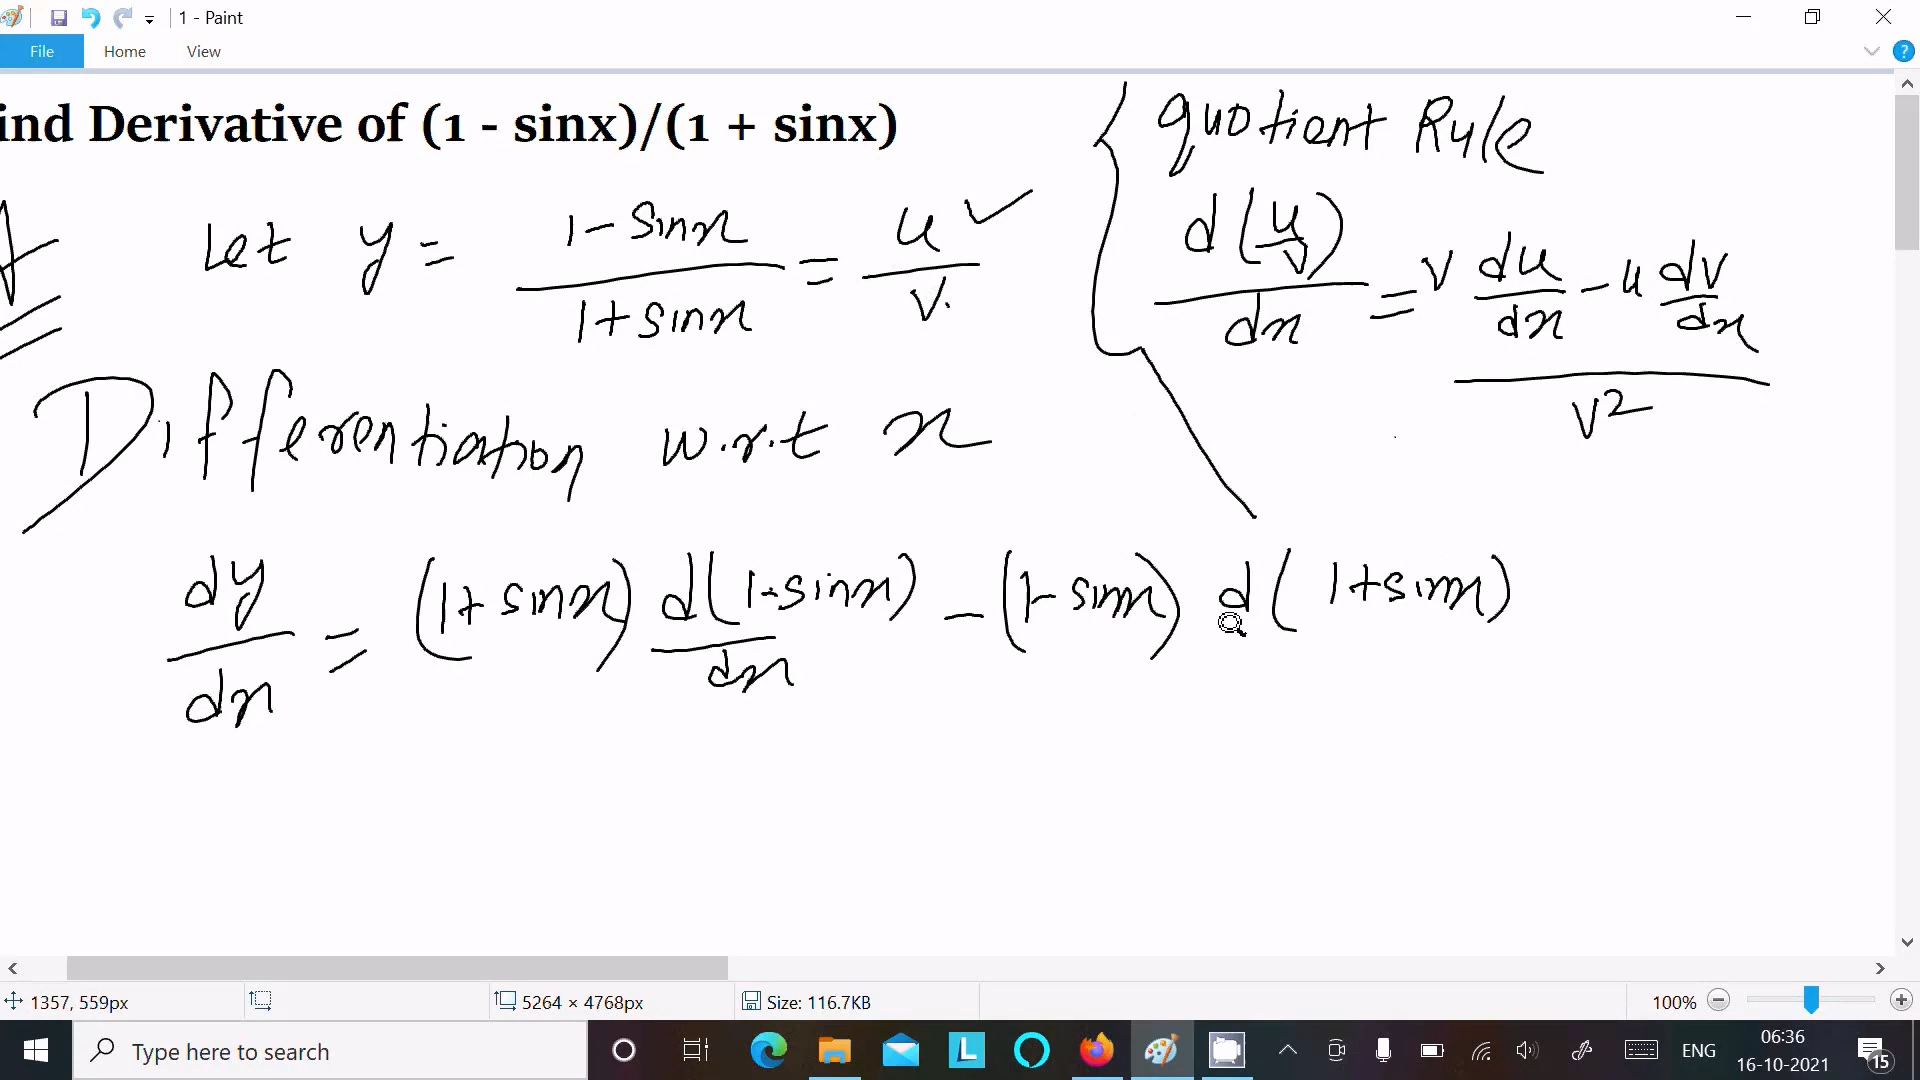 1 - Paint
File Home View
ind Derivative of (1 - sinx)/(1 + sinx)
quotient Rule
Let y = (1 - sinx)/(1 + sinx) = u/v.
d(u/v)/dx = (v du/dx - u dv/dx)/v²
Differentiation w.r.t x
dy/dx = (1 + sinx) d(1 - sinx)/dx - (1 - sinx) d( 1 + sinx)
1357, 559px
5264 × 4768px
Size: 116.7KB
100%
Type here to search
L
ENG
06:36
16-10-2021
15